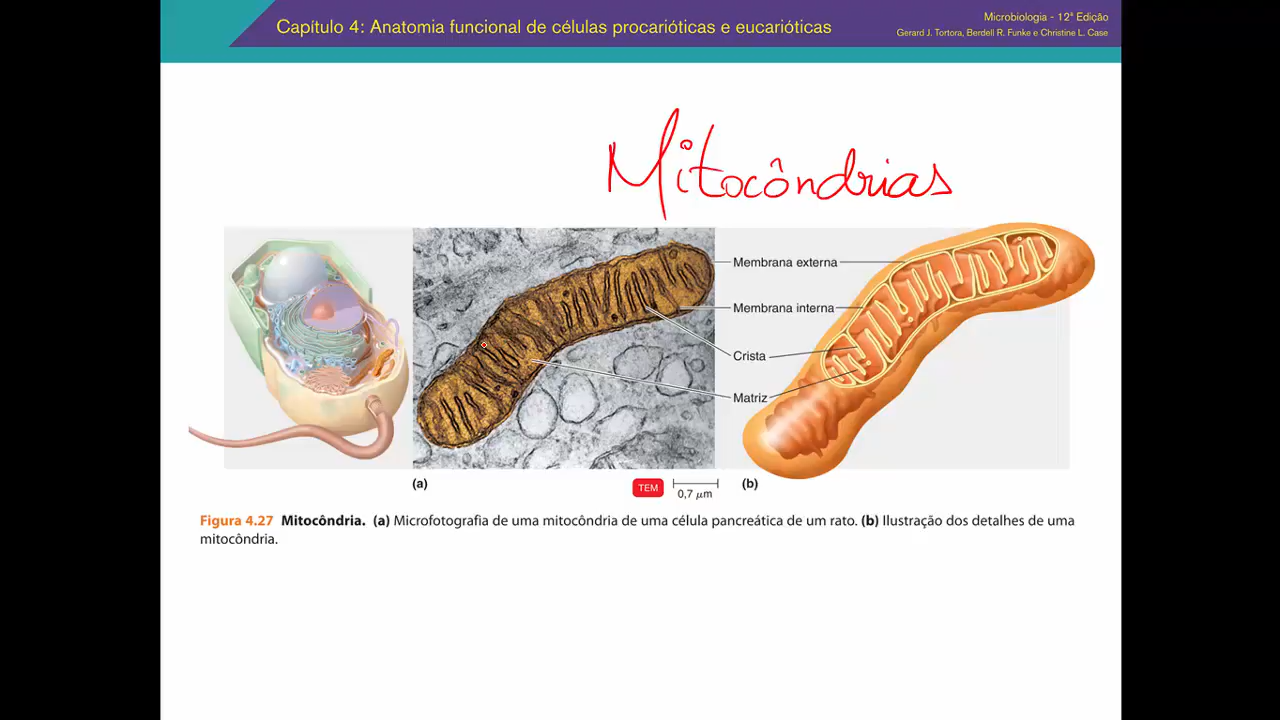 Capítulo 4: Anatomia funcional de células procarióticas e eucarióticas
Microbiologia - 12ª Edição
Gerard J. Tortora, Berdell R. Funke e Christine L. Case
Mitocôndrias
Membrana externa
Membrana interna
Crista
Matriz
(a)
TEM
0,7 μm
(b)
Figura 4.27 Mitocôndria. (a) Microfotografia de uma mitocôndria de uma célula pancreática de um rato. (b) Ilustração dos detalhes de uma
mitocôndria.